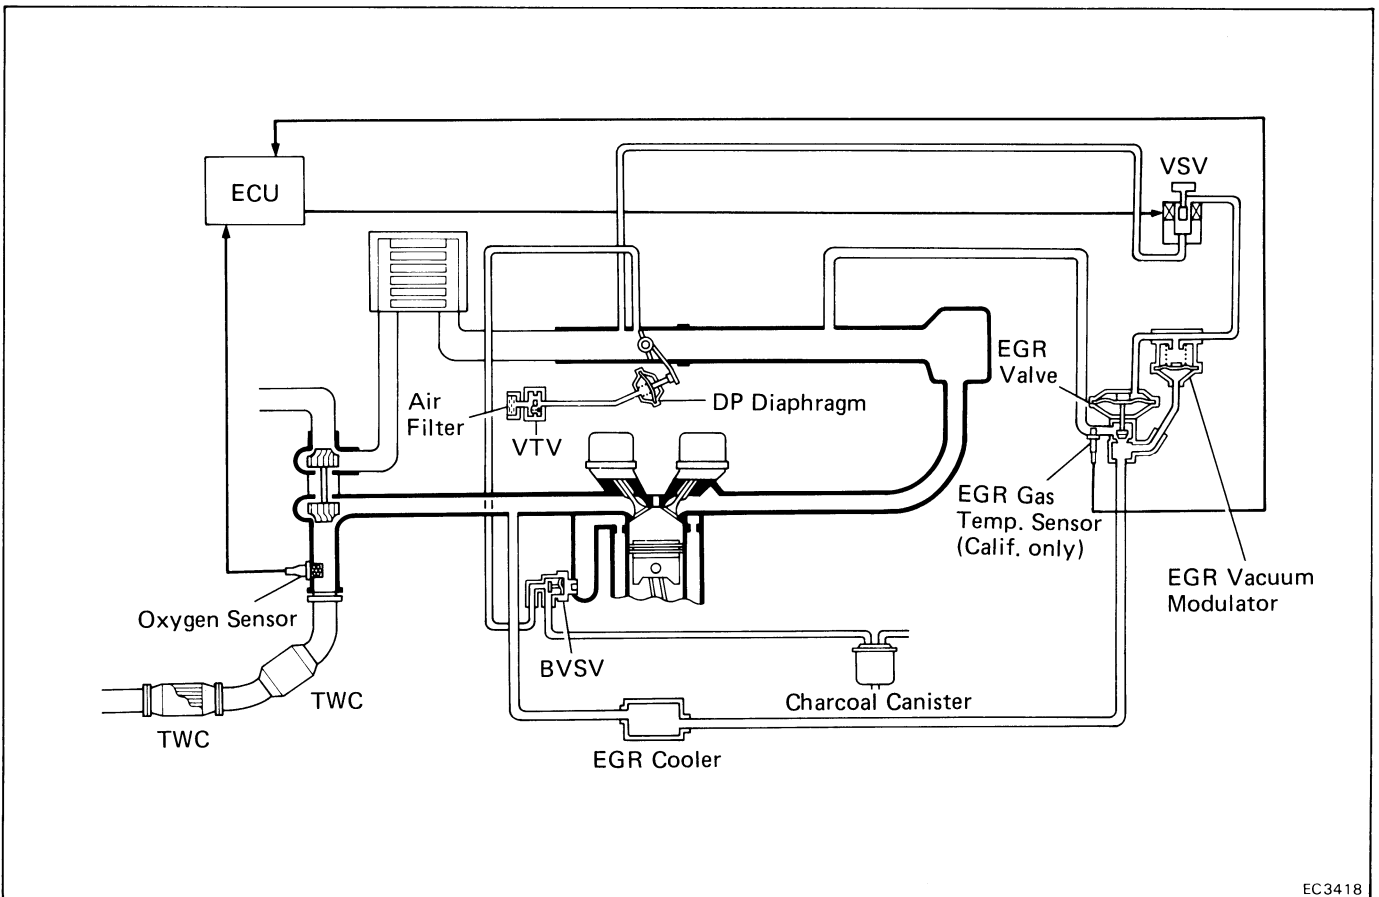 VSV
ECU
EGR
Valve
Air
Filter
VTV
DP Diaphragm
EGR Gas
Temp. Sensor
(Calif. only)
EGR Vacuum
Modulator
Oxygen Sensor
BVSV
TWC
TWC
Charcoal Canister
EGR Cooler
EC3418